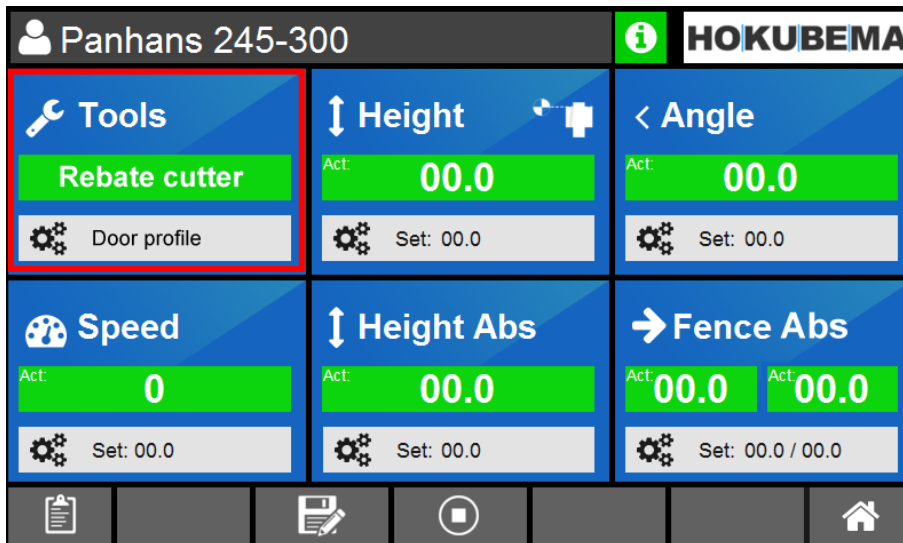 Panhans 245-300
i HOKUBEMA
Tools
Rebate cutter
Door profile
Height
Act: 00.0
Set: 00.0
< Angle
Act: 00.0
Set: 00.0
Speed
Act: 0
Set: 00.0
Height Abs
Act: 00.0
Set: 00.0
Fence Abs
Act: 00.0 Act: 00.0
Set: 00.0 / 00.0